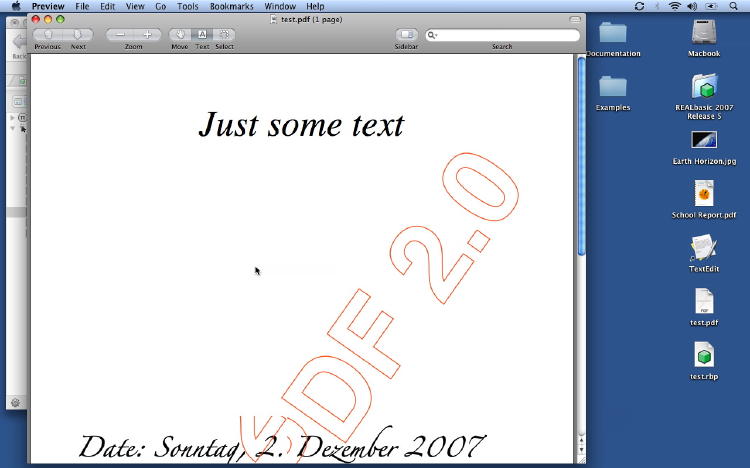 Preview File Edit View Go Tools Bookmarks Window Help
test.pdf (1 page)
Back
Previous Next Zoom Move Text Select Sidebar Search
Documentation Macbook
Examples REALbasic 2007
Release 5
Earth Horizon.jpg
School Report.pdf
TextEdit
PDF
test.pdf
test.rbp
Just some text
DF 2.0
Date: Sonntag, 2. Dezember 2007